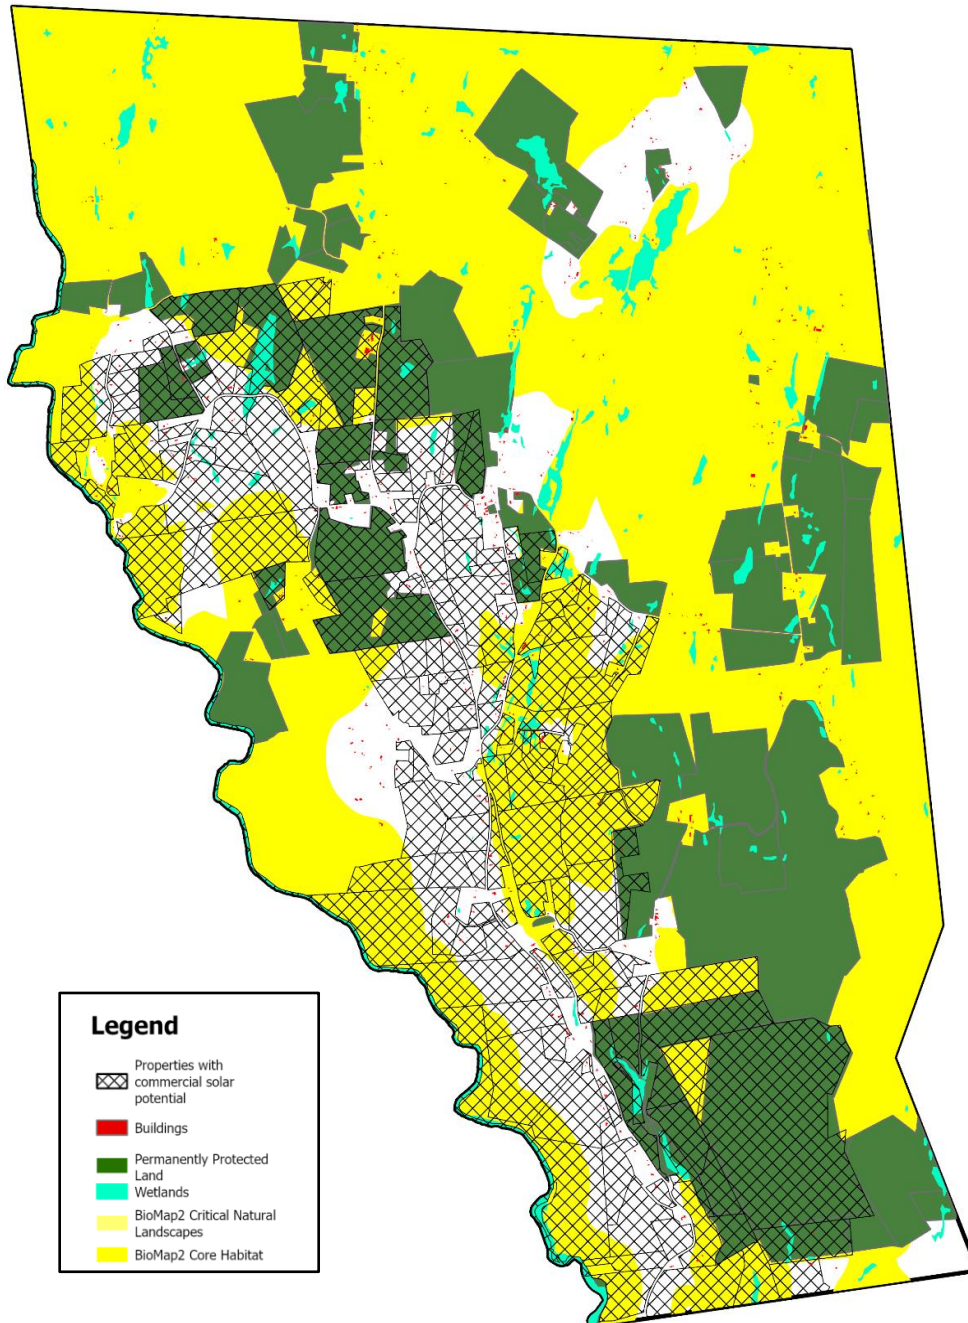 Legend
Properties with
commercial solar
potential
Buildings
Permanently Protected
Land
Wetlands
BioMap2 Critical Natural
Landscapes
BioMap2 Core Habitat